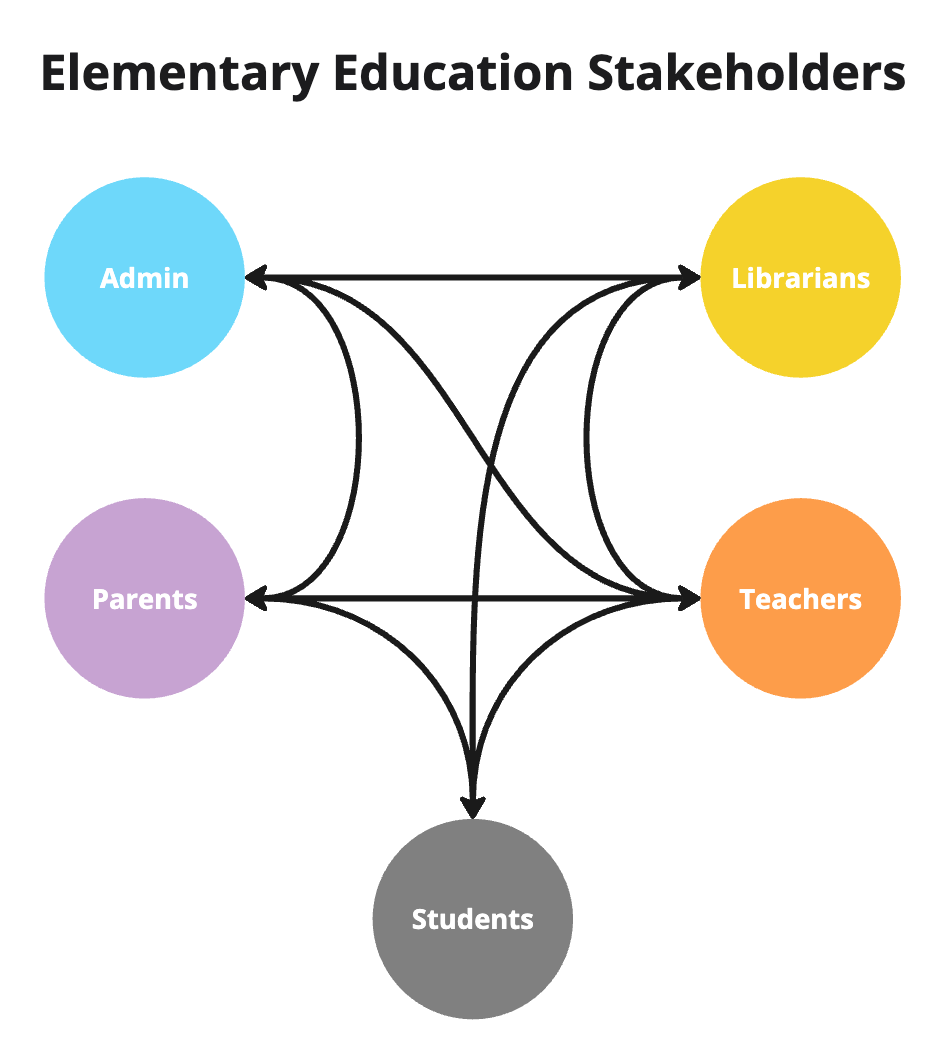 Elementary Education Stakeholders
Admin
Librarians
Parents
Teachers
Students